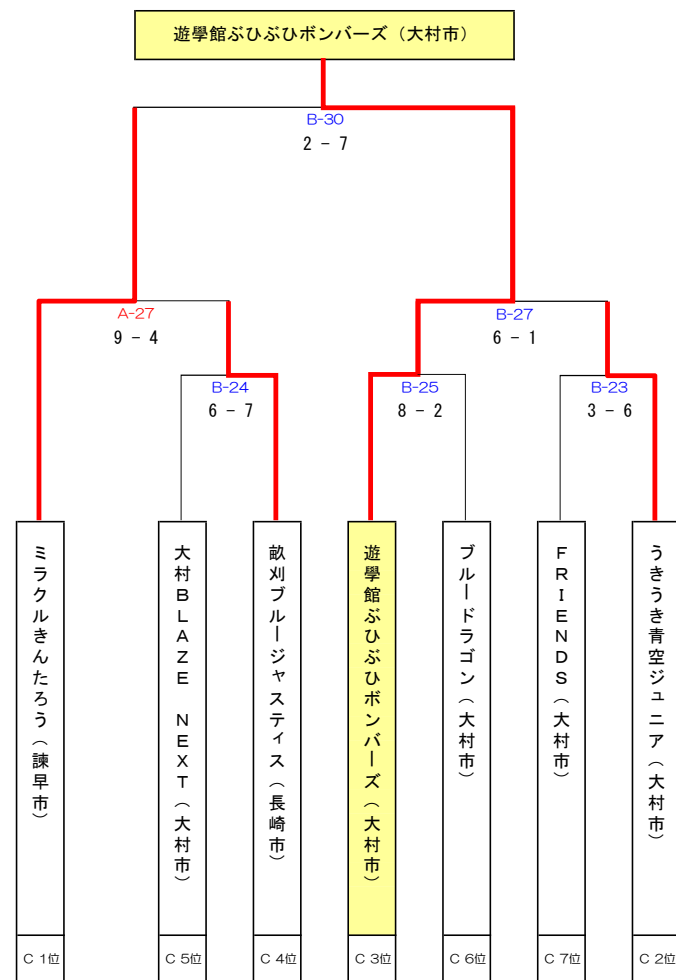 遊學館ぶひぶひボンバーズ（大村市）
B-30
2 - 7
A-27
9 - 4
B-27
6 - 1
B-24
6 - 7
B-25
8 - 2
B-23
3 - 6
ミラクルきんたろう（諫早市）
大村BLAZE NEXT（大村市）
畝刈ブルージャスティス（長崎市）
遊學館ぶひぶひボンバーズ（大村市）
ブルードラゴン（大村市）
FRIENDS（大村市）
うきうき青空ジュニア（大村市）
C 1位
C 5位
C 4位
C 3位
C 6位
C 7位
C 2位